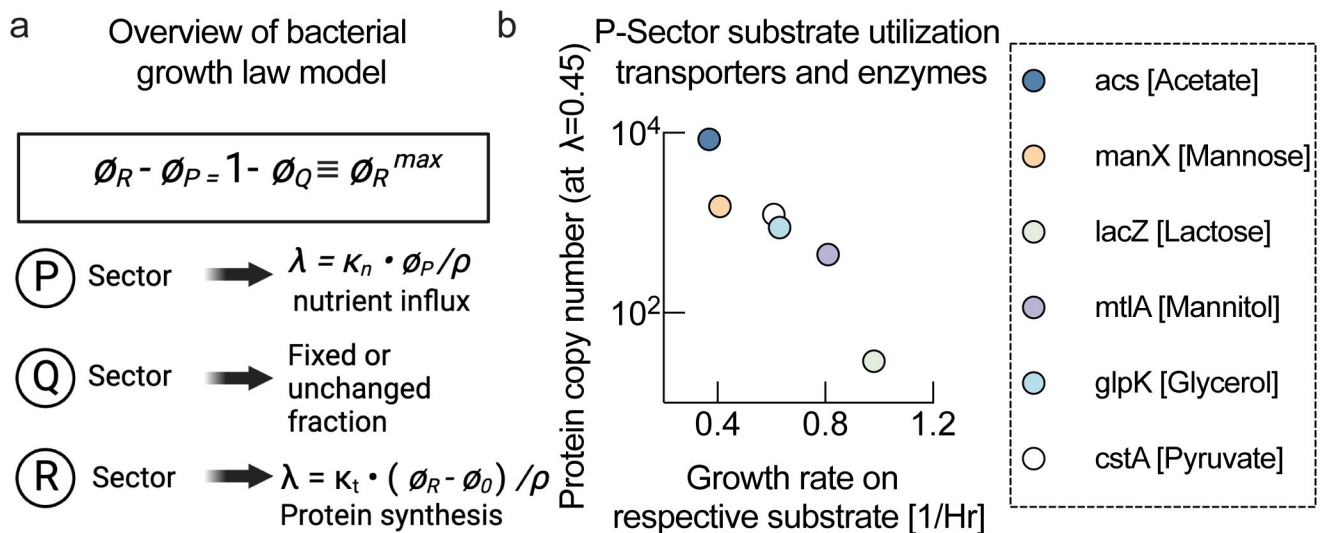 a
Overview of bacterial
growth law model
ø_R - ø_P = 1- ø_Q ≡ ø_R^max
P Sector
λ = κ_n • ø_P/ρ
nutrient influx
Q Sector
Fixed or
unchanged
fraction
R Sector
λ = κ_t • ( ø_R - ø_0) /ρ
Protein synthesis
b
P-Sector substrate utilization
transporters and enzymes
Protein copy number (at λ=0.45)
10^4
10^2
0.4 0.8 1.2
Growth rate on
respective substrate [1/Hr]
acs [Acetate]
manX [Mannose]
lacZ [Lactose]
mtlA [Mannitol]
glpK [Glycerol]
cstA [Pyruvate]